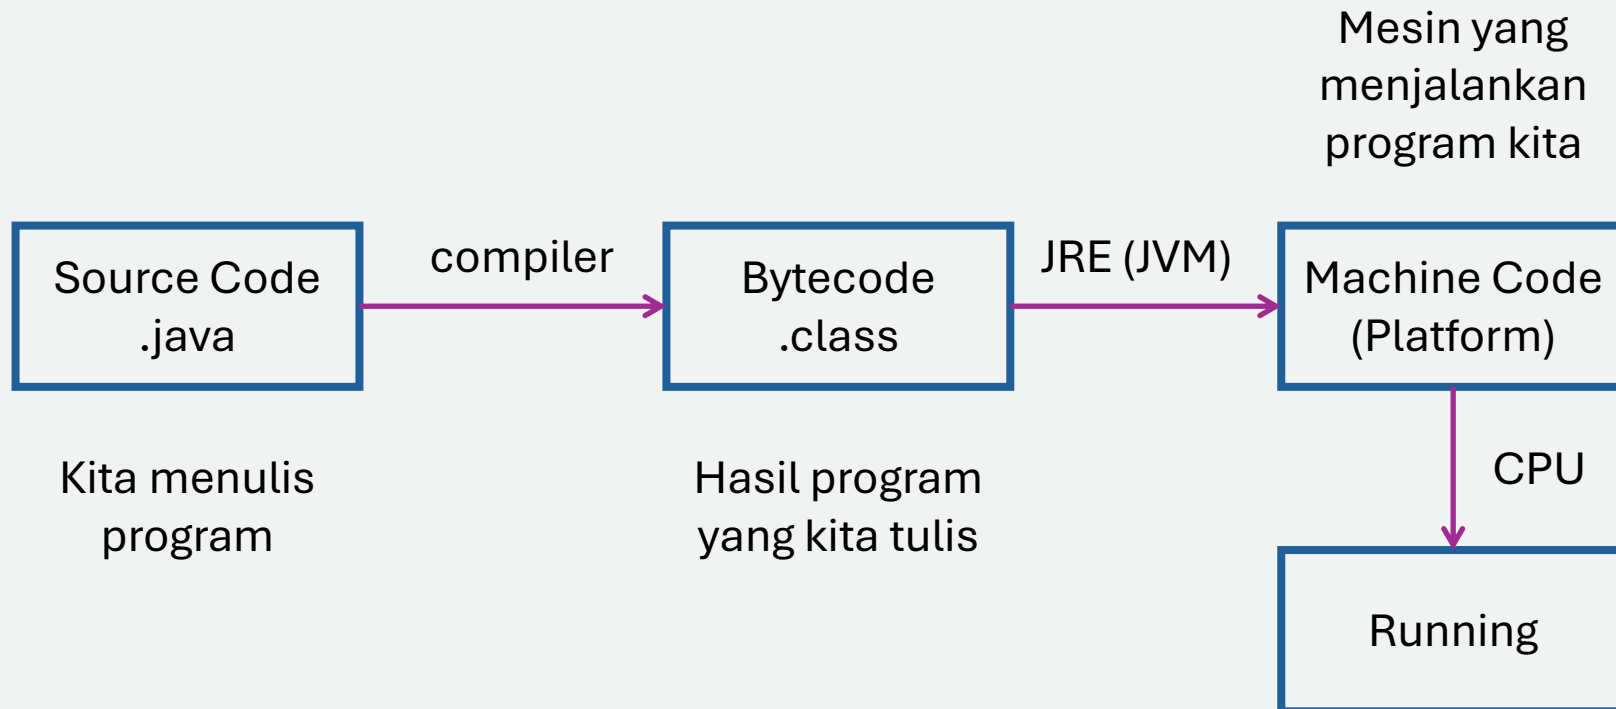 Mesin yang
menjalankan
program kita
Source Code
.java
compiler
Bytecode
.class
JRE (JVM)
Machine Code
(Platform)
Kita menulis
program
Hasil program
yang kita tulis
CPU
Running